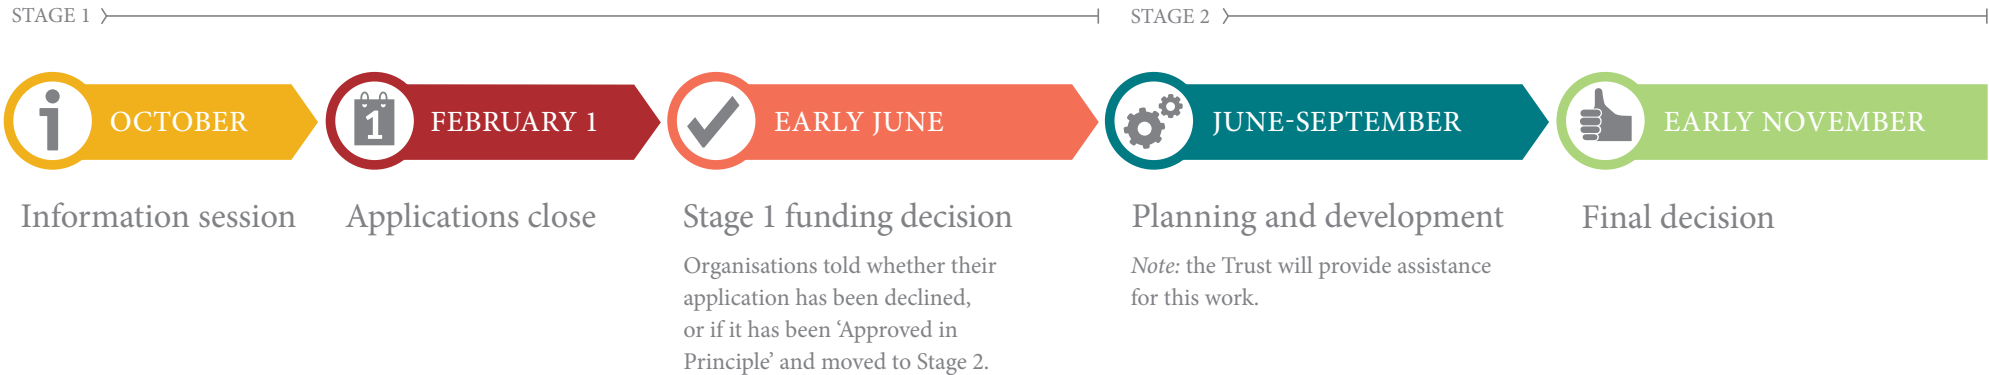 STAGE 1
STAGE 2
OCTOBER
Information session
1
FEBRUARY 1
Applications close
EARLY JUNE
Stage 1 funding decision
Organisations told whether their
application has been declined,
or if it has been ‘Approved in
Principle’ and moved to Stage 2.
JUNE-SEPTEMBER
Planning and development
Note: the Trust will provide assistance
for this work.
EARLY NOVEMBER
Final decision